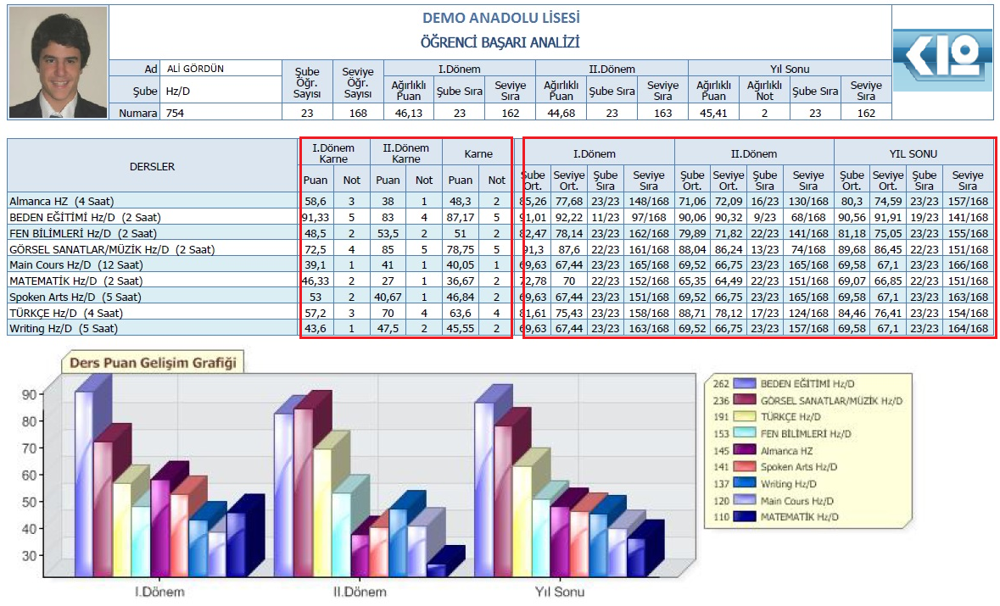 DEMO ANADOLU LİSESİ
ÖĞRENCİ BAŞARI ANALİZİ
K12
Ad ALİ GÖRDÜN Şube Öğr. Sayısı Seviye Öğr. Sayısı I.Dönem II.Dönem Yıl Sonu
Şube Hz/D Ağırlıklı Puan Şube Sıra Seviye Sıra Ağırlıklı Puan Şube Sıra Seviye Sıra Ağırlıklı Puan Ağırlıklı Not Şube Sıra Seviye Sıra
Numara 754 23 168 46,13 23 162 44,68 23 163 45,41 2 23 162
DERSLER I.Dönem Karne II.Dönem Karne Karne I.Dönem II.Dönem YIL SONU
Puan Not Puan Not Puan Not Şube Ort. Seviye Ort. Şube Sıra Seviye Sıra Şube Ort. Seviye Ort. Şube Sıra Seviye Sıra Şube Ort. Seviye Ort. Şube Sıra Seviye Sıra
Almanca HZ (4 Saat) 58,6 3 38 1 48,3 2 85,26 77,68 23/23 148/168 71,06 72,09 16/23 130/168 80,3 74,59 23/23 157/168
BEDEN EĞİTİMİ Hz/D (2 Saat) 91,33 5 83 4 87,17 5 91,01 92,22 11/23 97/168 90,06 90,32 9/23 68/168 90,56 91,91 19/23 141/168
FEN BİLİMLERİ Hz/D (2 Saat) 48,5 2 53,5 2 51 2 82,47 78,14 23/23 162/168 79,89 71,82 22/23 141/168 81,18 75,05 23/23 155/168
GÖRSEL SANATLAR/MÜZİK Hz/D (2 Saat) 72,5 4 85 5 78,75 5 91,3 87,6 22/23 161/168 88,04 86,24 13/23 74/168 89,68 86,45 22/23 151/168
Main Cours Hz/D (12 Saat) 39,1 1 41 1 40,05 1 69,63 67,44 23/23 165/168 69,52 66,75 23/23 165/168 69,58 67,1 23/23 166/168
MATEMATİK Hz/D (2 Saat) 46,33 2 27 1 36,67 2 72,78 70 22/23 152/168 65,35 64,49 22/23 151/168 69,07 66,85 22/23 151/168
Spoken Arts Hz/D (5 Saat) 53 2 40,67 1 46,84 2 69,63 67,44 23/23 151/168 69,52 66,75 23/23 165/168 69,58 67,1 23/23 163/168
TÜRKÇE Hz/D (4 Saat) 57,2 3 70 4 63,6 4 81,61 75,43 23/23 158/168 88,71 78,12 17/23 124/168 84,46 76,41 23/23 154/168
Writing Hz/D (5 Saat) 43,6 1 47,5 2 45,55 2 69,63 67,44 23/23 163/168 69,52 66,75 23/23 157/168 69,58 67,1 23/23 164/168
Ders Puan Gelişim Grafiği
90
80
70
60
50
40
30
I.Dönem II.Dönem Yıl Sonu
262 BEDEN EĞİTİMİ Hz/D
236 GÖRSEL SANATLAR/MÜZİK Hz/D
191 TÜRKÇE Hz/D
153 FEN BİLİMLERİ Hz/D
145 Almanca HZ
141 Spoken Arts Hz/D
137 Writing Hz/D
120 Main Cours Hz/D
110 MATEMATİK Hz/D